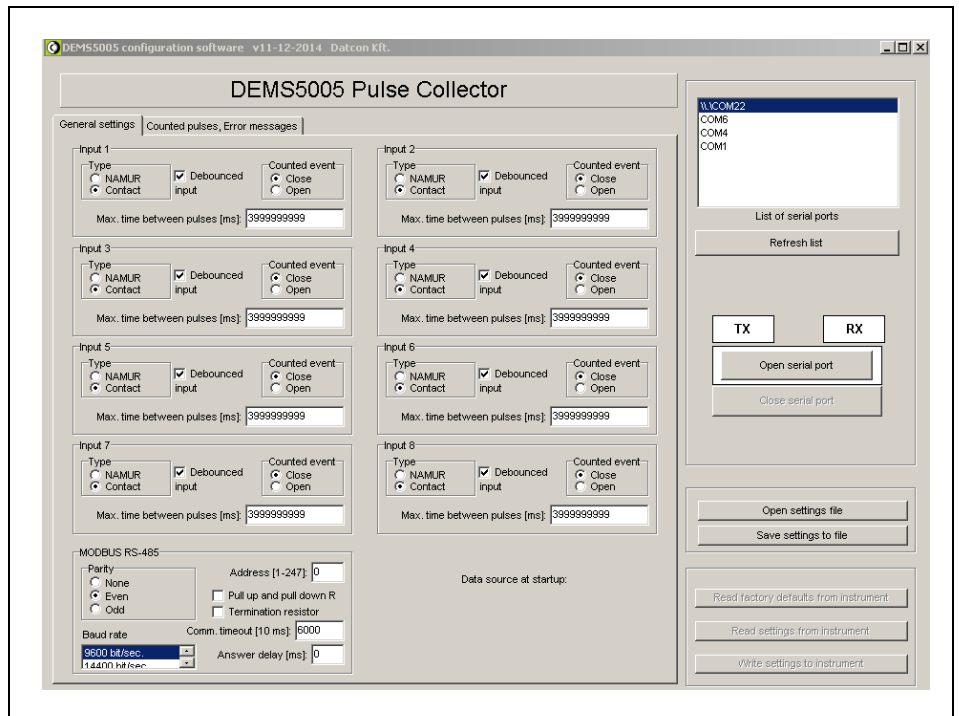 DEMS5005 configuration software v11-12-2014 Datcon Kft.
DEMS5005 Pulse Collector
General settings
Counted pulses, Error messages
Input 1
Type
NAMUR
Contact
Debounced
input
Counted event
Close
Open
Max. time between pulses [ms]: 3999999999
Input 2
Type
NAMUR
Contact
Debounced
input
Counted event
Close
Open
Max. time between pulses [ms]: 3999999999
Input 3
Type
NAMUR
Contact
Debounced
input
Counted event
Close
Open
Max. time between pulses [ms]: 3999999999
Input 4
Type
NAMUR
Contact
Debounced
input
Counted event
Close
Open
Max. time between pulses [ms]: 3999999999
Input 5
Type
NAMUR
Contact
Debounced
input
Counted event
Close
Open
Max. time between pulses [ms]: 3999999999
Input 6
Type
NAMUR
Contact
Debounced
input
Counted event
Close
Open
Max. time between pulses [ms]: 3999999999
Input 7
Type
NAMUR
Contact
Debounced
input
Counted event
Close
Open
Max. time between pulses [ms]: 3999999999
Input 8
Type
NAMUR
Contact
Debounced
input
Counted event
Close
Open
Max. time between pulses [ms]: 3999999999
MODBUS RS-485
Parity
None
Even
Odd
Baud rate
9600 bit/sec.
14400 bit/sec
Address [1-247]: 0
Pull up and pull down R
Termination resistor
Comm. timeout [10 ms]: 6000
Answer delay [ms]: 0
Data source at startup:
\\.\COM22
COM6
COM4
COM1
List of serial ports
Refresh list
TX
RX
Open serial port
Close serial port
Open settings file
Save settings to file
Read factory defaults from instrument
Read settings from instrument
Write settings to instrument